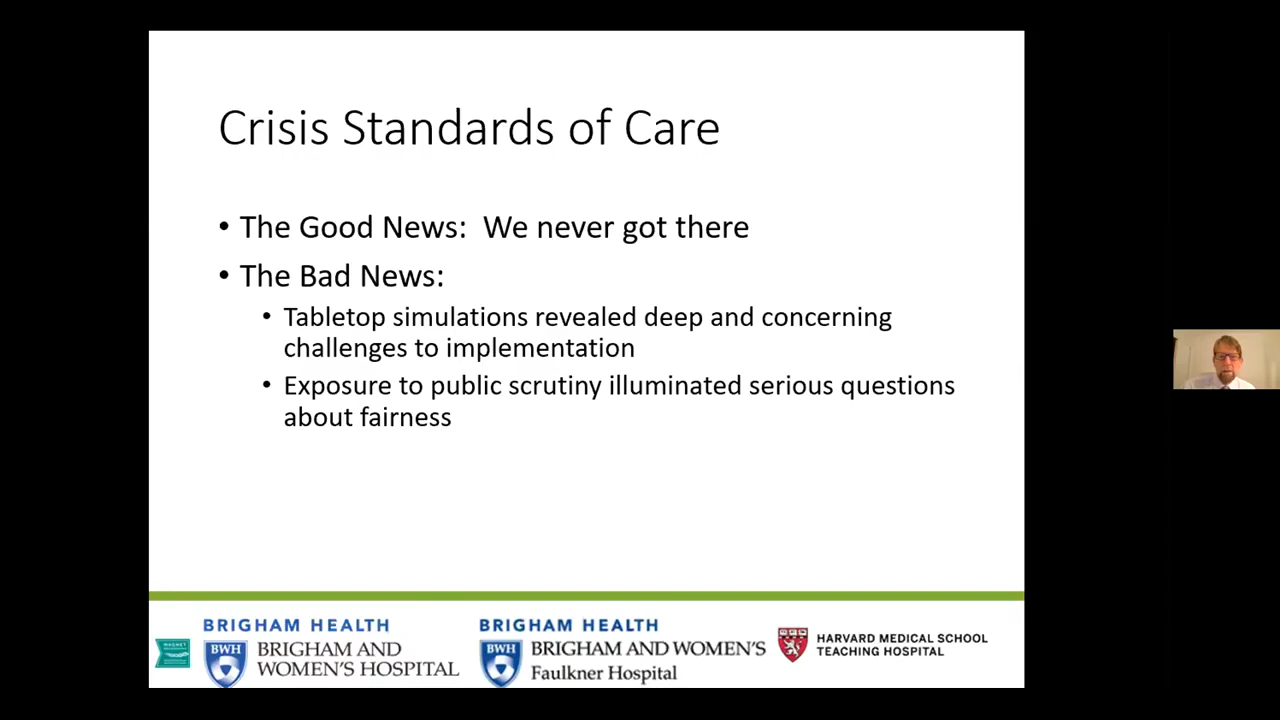 Crisis Standards of Care
• The Good News:  We never got there
• The Bad News:
• Tabletop simulations revealed deep and concerning
challenges to implementation
• Exposure to public scrutiny illuminated serious questions
about fairness
BRIGHAM HEALTH
BWH
BRIGHAM AND
WOMEN'S HOSPITAL
BRIGHAM HEALTH
BWH
BRIGHAM AND WOMEN'S
Faulkner Hospital
HARVARD MEDICAL SCHOOL
TEACHING HOSPITAL